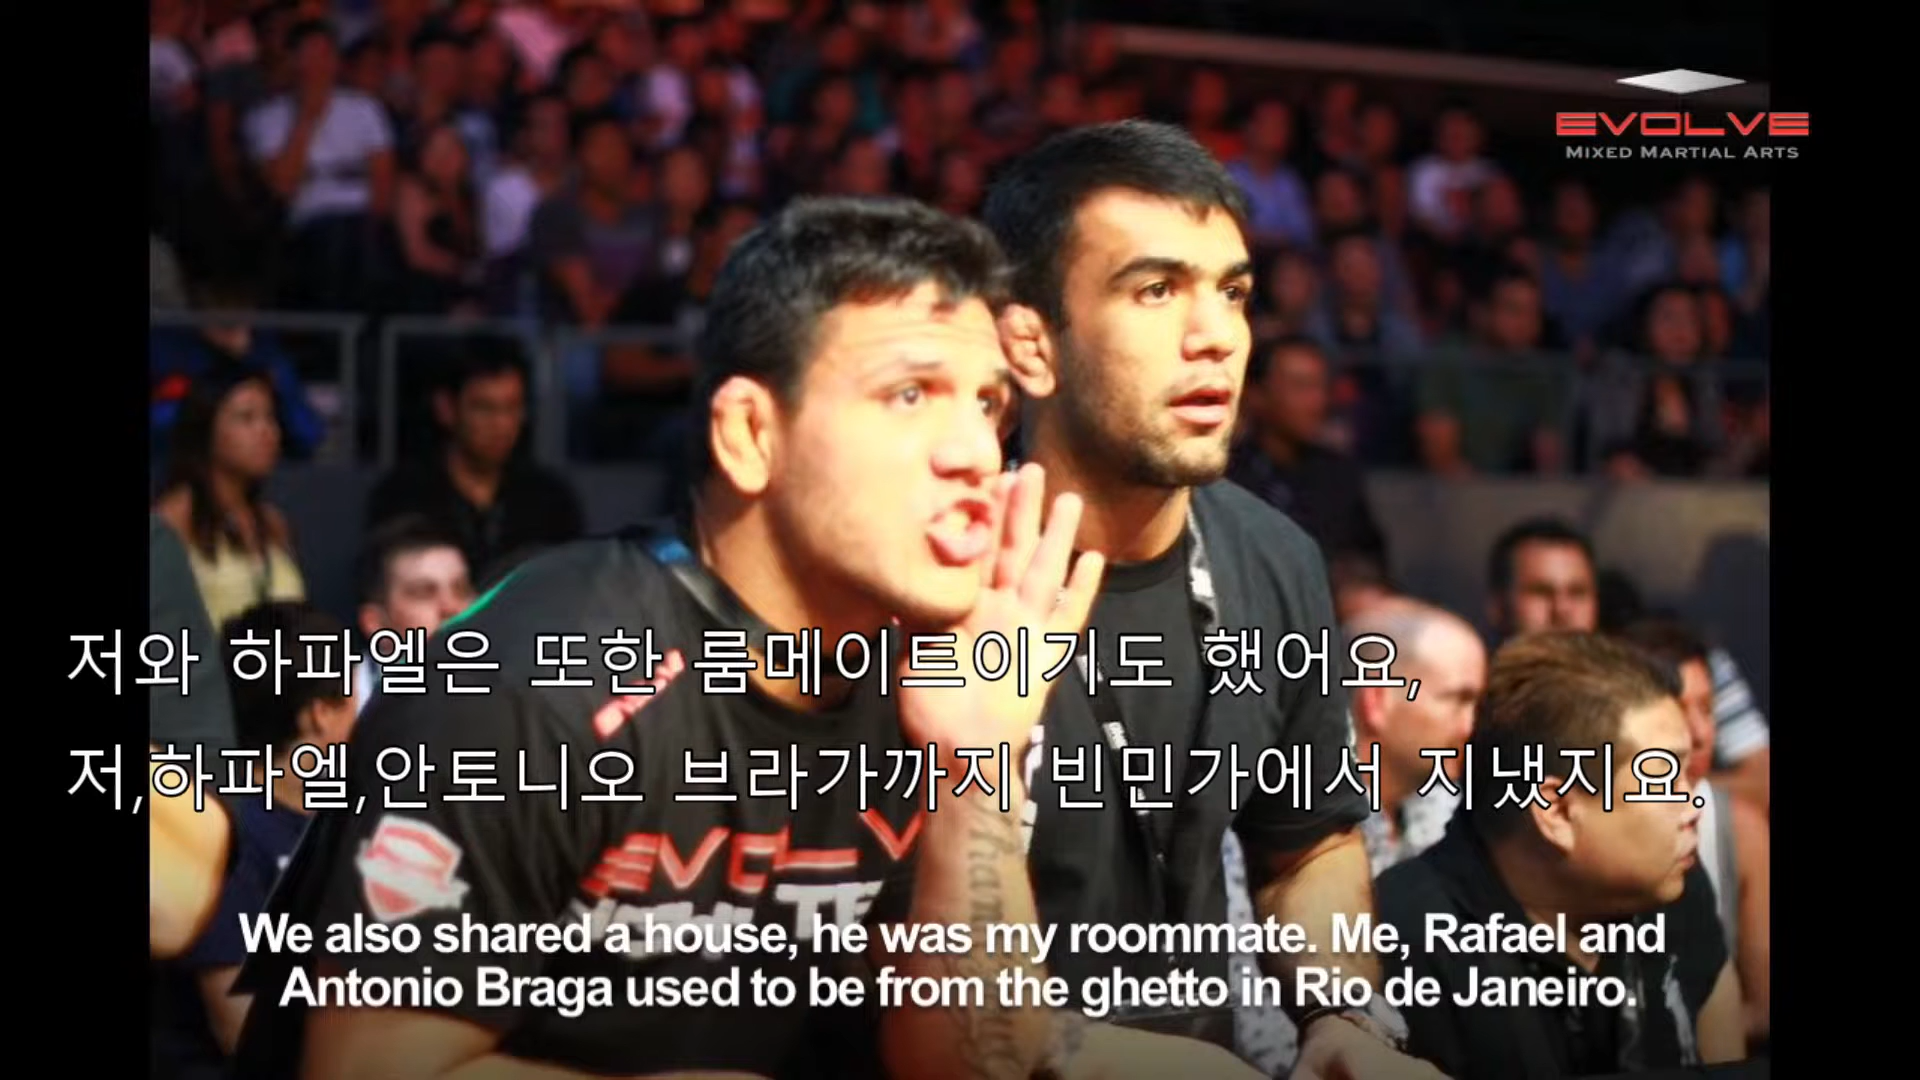 EVOLVE
MIXED MARTIAL ARTS
저와 하파엘은 또한 룸메이트이기도 했어요,
저,하파엘,안토니오 브라가까지 빈민가에서 지냈지요.
EVOLV
We also shared a house, he was my roommate. Me, Rafael and
Antonio Braga used to be from the ghetto in Rio de Janeiro.